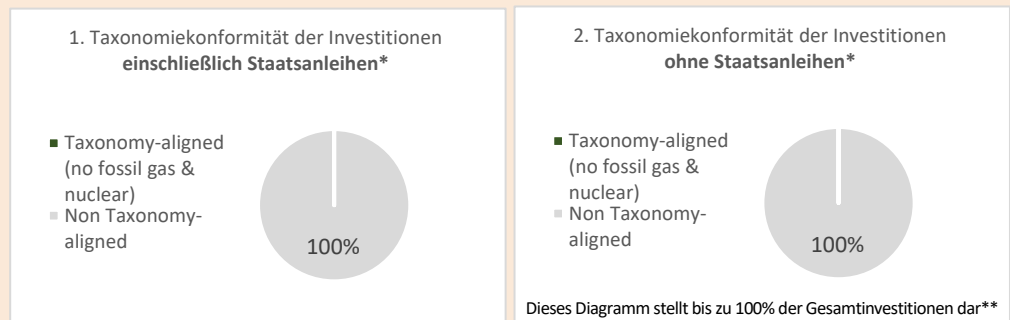 1. Taxonomiekonformität der Investitionen
einschließlich Staatsanleihen*
Taxonomy-aligned
(no fossil gas &
nuclear)
Non Taxonomy-
aligned
100%
2. Taxonomiekonformität der Investitionen
ohne Staatsanleihen*
Taxonomy-aligned
(no fossil gas &
nuclear)
Non Taxonomy-
aligned
100%
Dieses Diagramm stellt bis zu 100% der Gesamtinvestitionen dar**